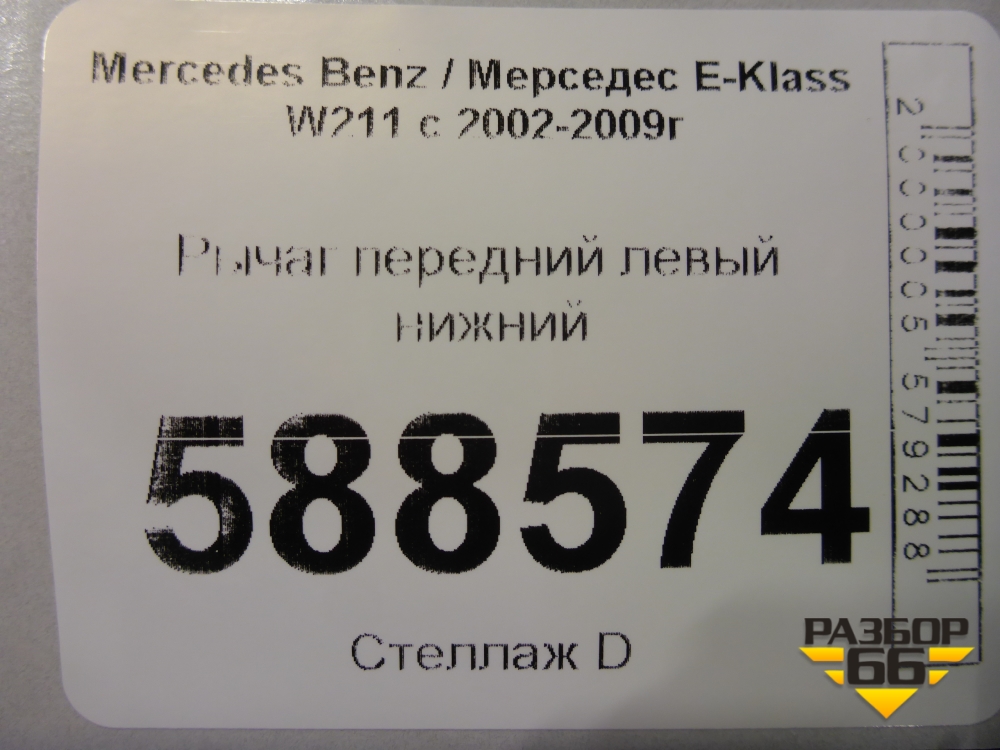 Mercedes Benz / Мерседес E-Klass
W211 с 2002-2009г
Рычаг передний левый
нижний
588574
Стеллаж D
2000005579288
РАЗБОР
66